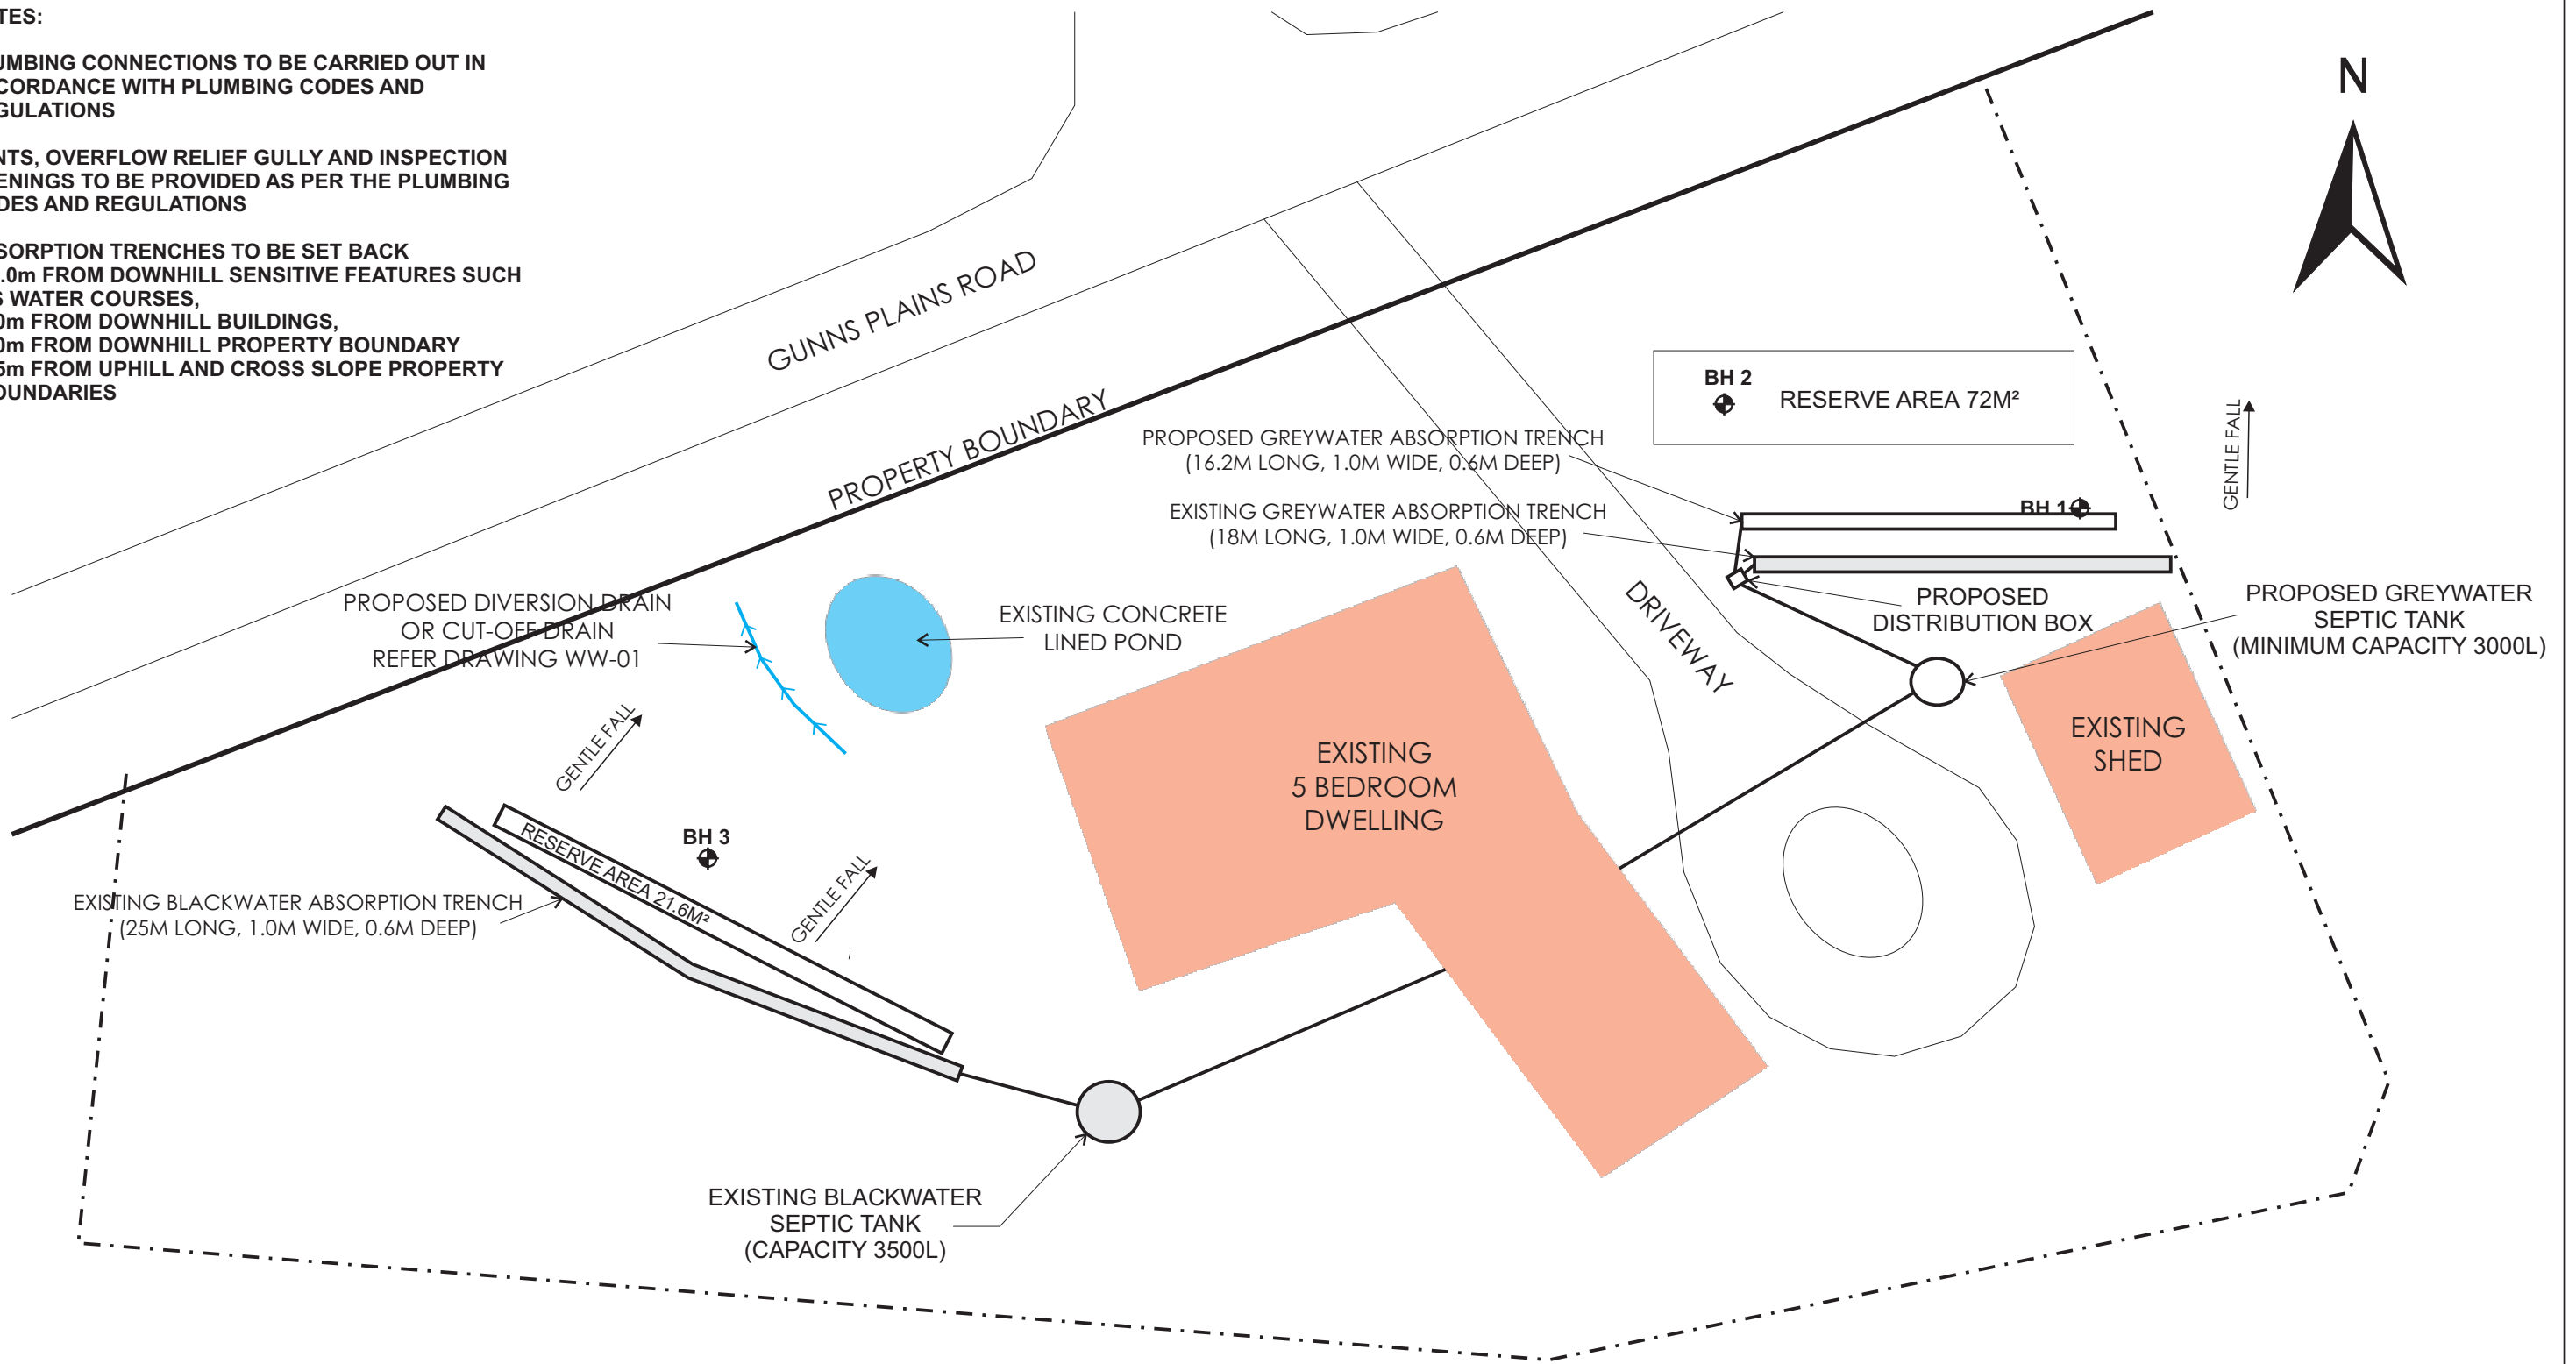 TES:
UMBING CONNECTIONS TO BE CARRIED OUT IN
CORDANCE WITH PLUMBING CODES AND
GULATIONS
NTS, OVERFLOW RELIEF GULLY AND INSPECTION
ENINGS TO BE PROVIDED AS PER THE PLUMBING
DES AND REGULATIONS
SORPTION TRENCHES TO BE SET BACK
.0m FROM DOWNHILL SENSITIVE FEATURES SUCH
S WATER COURSES,
0m FROM DOWNHILL BUILDINGS,
0m FROM DOWNHILL PROPERTY BOUNDARY
5m FROM UPHILL AND CROSS SLOPE PROPERTY
OUNDARIES
N
GUNNS PLAINS ROAD
PROPERTY BOUNDARY
BH 2
RESERVE AREA 72M²
GENTLE FALL
PROPOSED GREYWATER ABSORPTION TRENCH
(16.2M LONG, 1.0M WIDE, 0.6M DEEP)
BH 1
EXISTING GREYWATER ABSORPTION TRENCH
(18M LONG, 1.0M WIDE, 0.6M DEEP)
PROPOSED
DISTRIBUTION BOX
PROPOSED GREYWATER
SEPTIC TANK
(MINIMUM CAPACITY 3000L)
DRIVEWAY
PROPOSED DIVERSION DRAIN
OR CUT-OFF DRAIN
REFER DRAWING WW-01
EXISTING CONCRETE
LINED POND
EXISTING
SHED
EXISTING
5 BEDROOM
DWELLING
GENTLE FALL
BH 3
RESERVE AREA 21.6M²
GENTLE FALL
EXISTING BLACKWATER ABSORPTION TRENCH
(25M LONG, 1.0M WIDE, 0.6M DEEP)
EXISTING BLACKWATER
SEPTIC TANK
(CAPACITY 3500L)